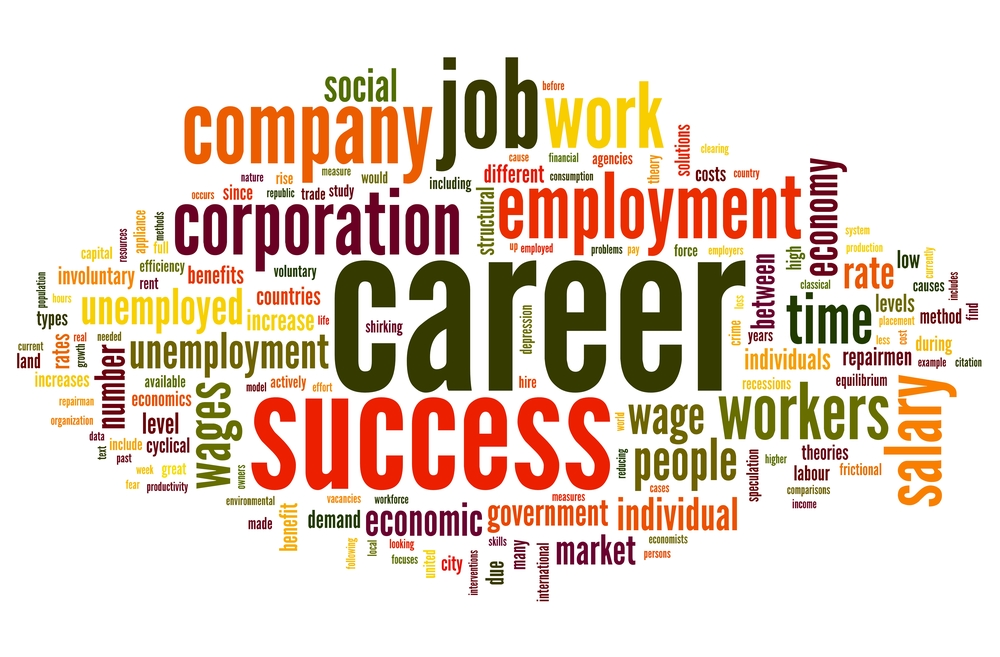 social
job
before
company
work
cause
financial
agencies
theory
solutions
clearing
nature
rise
measure
would
including
different
consumption
costs
country
occurs
since
republic
trade
study
structural
employment
economy
corporation
resources
appliance
methods
full
capital
up
employed
problems
pay
force
employers
high
system
production
population
involuntary
efficiency
rent
benefits
voluntary
career
between
classical
rate
low
causes
currently
includes
hours
unemployed
countries
increase
life
shirking
depression
loss
crime
years
time
levels
placement
method
find
types
current
land
rates
real
growth
needed
number
unemployment
less
cost
during
individuals
repairmen
example
citation
increases
available
wages
model
actively
effort
hire
recessions
equilibrium
repairman
economics
organization
level
success
world
wage
workers
salary
data
text
include
cyclical
past
week
great
fear
productivity
owners
reducing
people
speculation
higher
theories
labour
frictional
comparisons
income
environmental
vacancies
workforce
measures
cases
made
benefit
demand
economic
government
individual
following
local
looking
focuses
united
city
interventions
skills
due
many
international
market
economists
persons